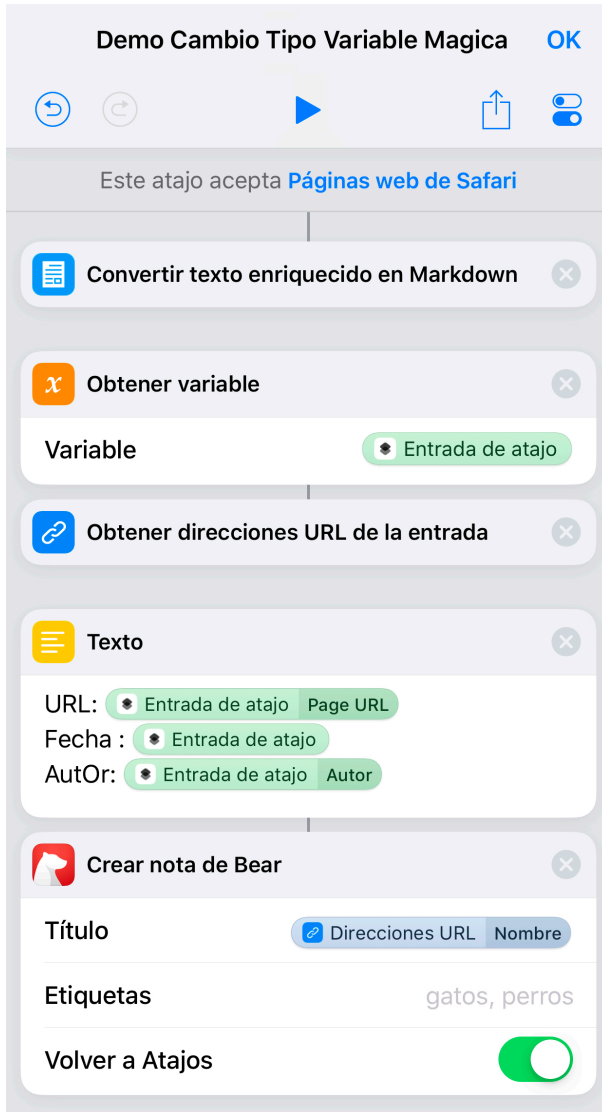 Demo Cambio Tipo Variable Magica OK
Este atajo acepta Páginas web de Safari
Convertir texto enriquecido en Markdown
x Obtener variable
Variable Entrada de atajo
Obtener direcciones URL de la entrada
Texto
URL: Entrada de atajo Page URL
Fecha : Entrada de atajo
AutOr: Entrada de atajo Autor
Crear nota de Bear
Título Direcciones URL Nombre
Etiquetas gatos, perros
Volver a Atajos